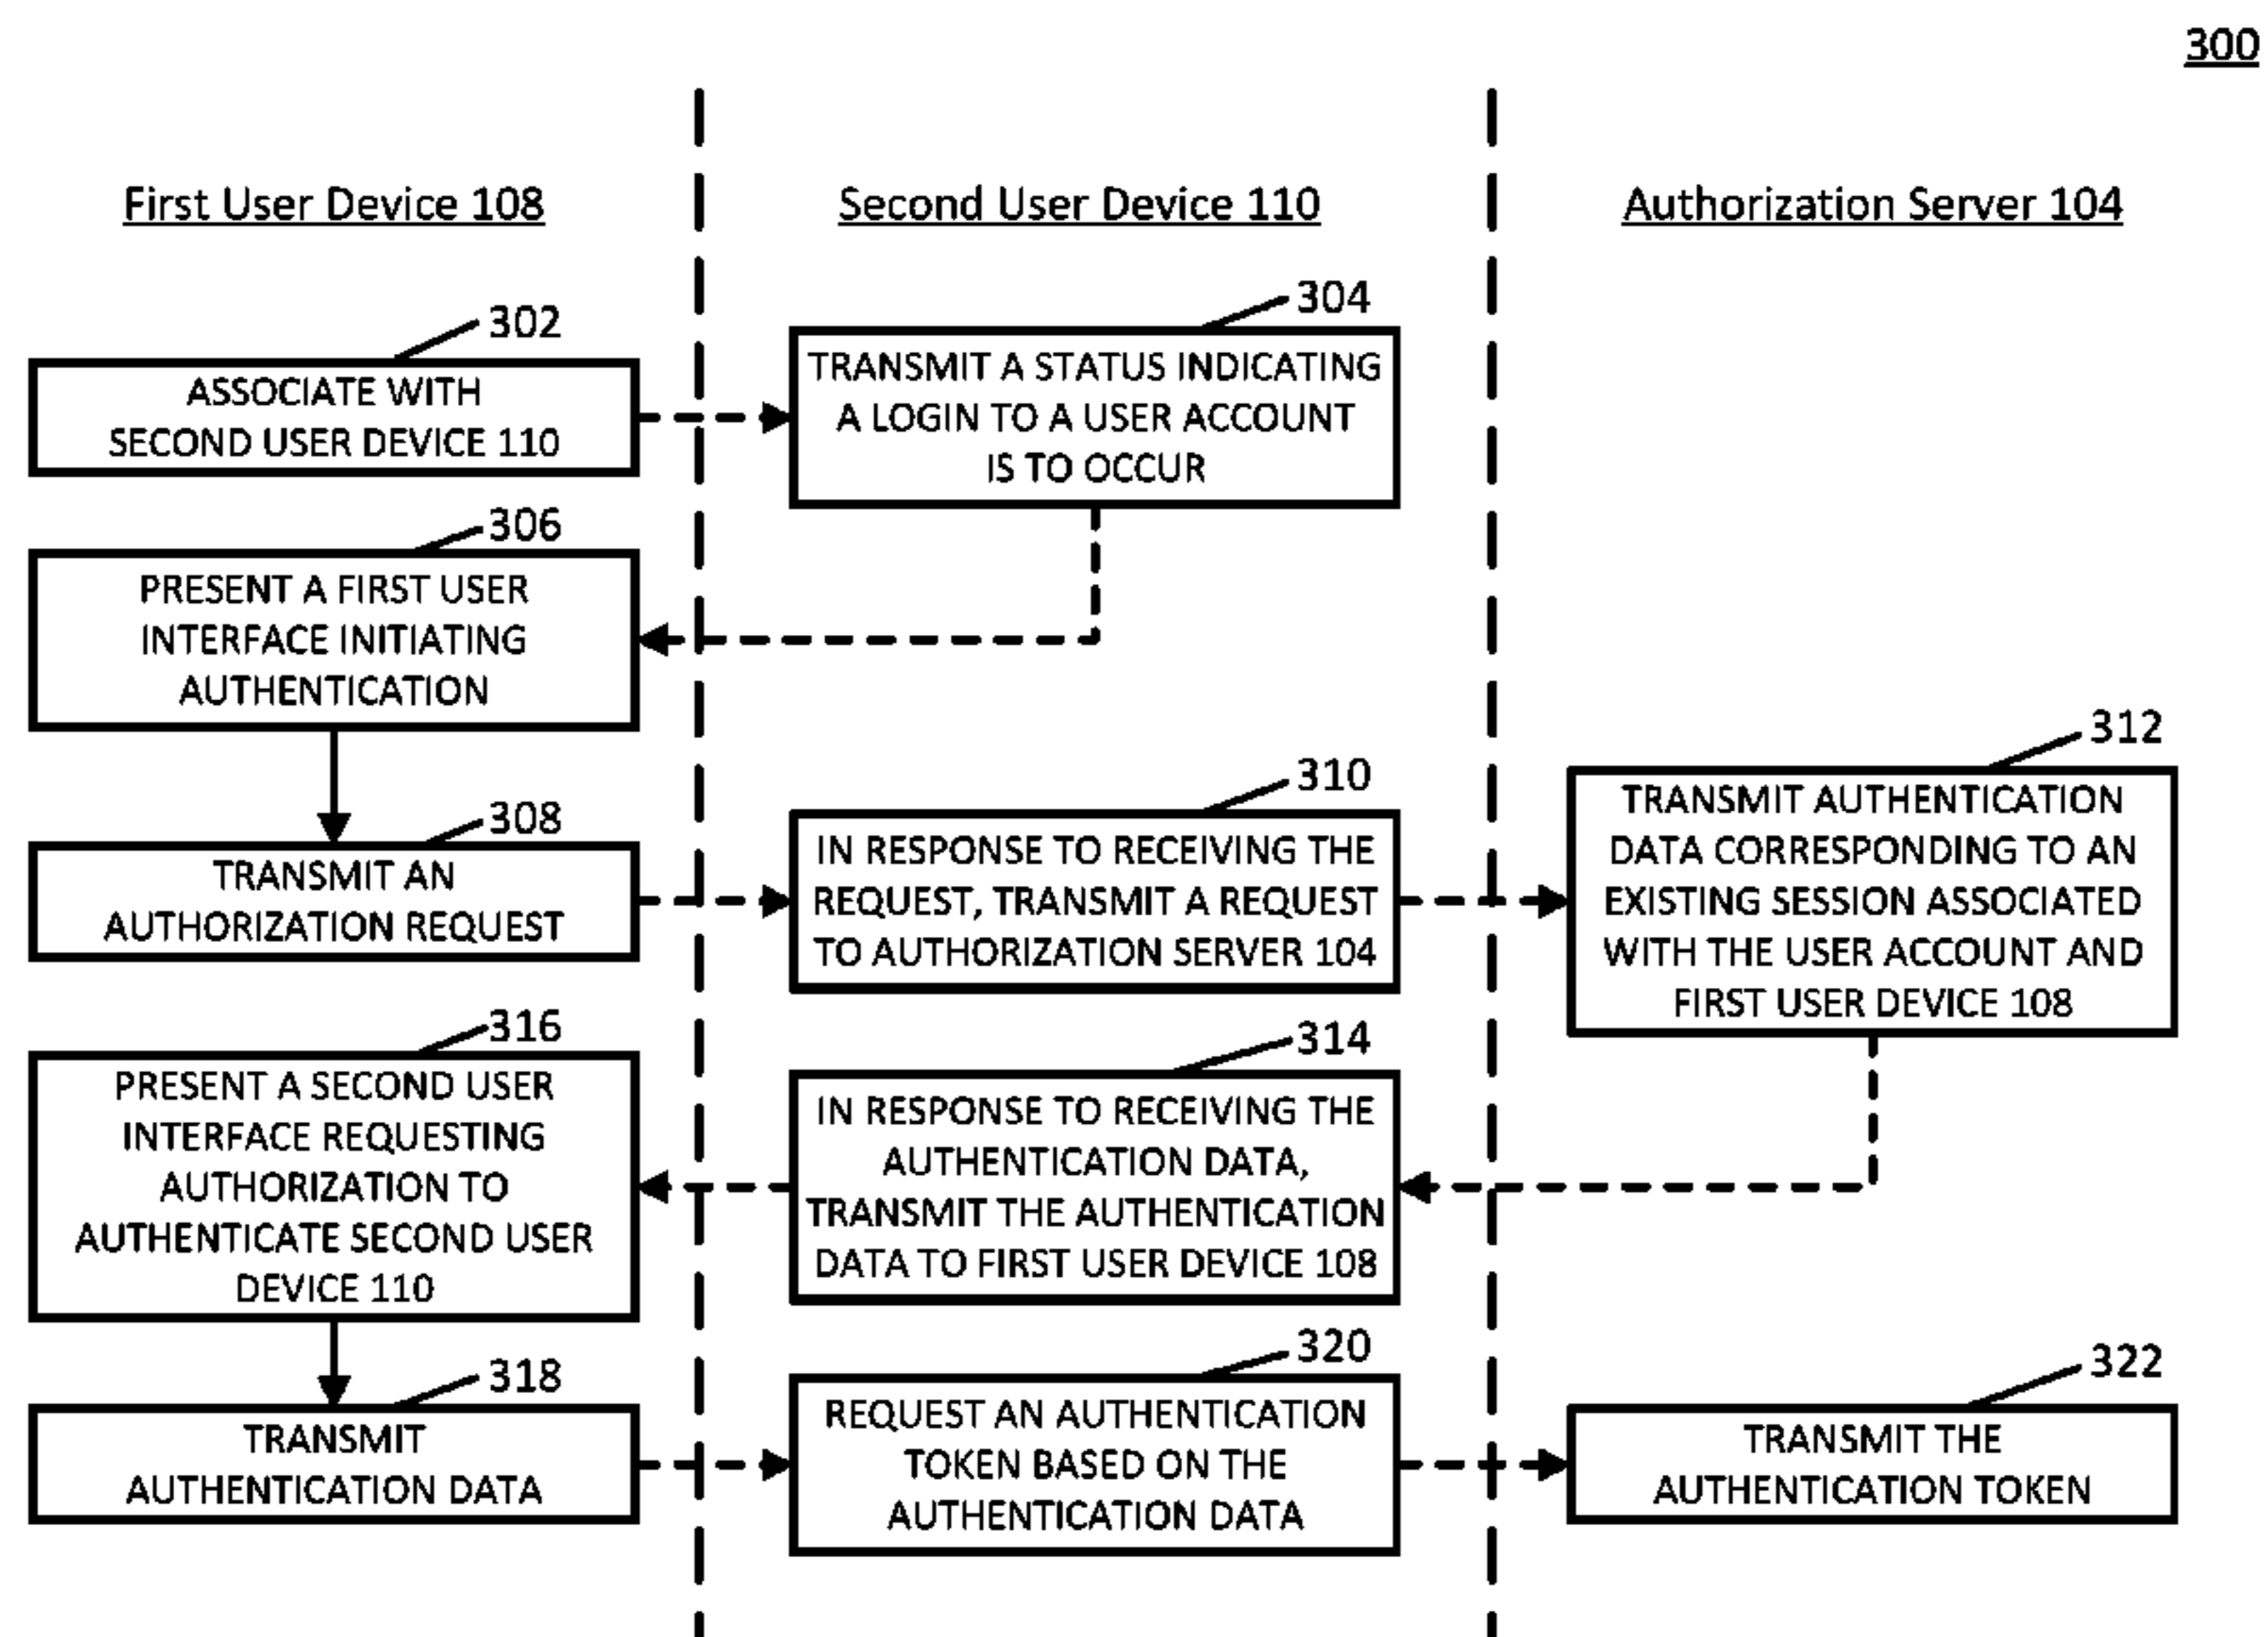 300
First User Device 108
Second User Device 110
Authorization Server 104
302
ASSOCIATE WITH
SECOND USER DEVICE 110
304
TRANSMIT A STATUS INDICATING
A LOGIN TO A USER ACCOUNT
IS TO OCCUR
306
PRESENT A FIRST USER
INTERFACE INITIATING
AUTHENTICATION
308
TRANSMIT AN
AUTHORIZATION REQUEST
310
IN RESPONSE TO RECEIVING THE
REQUEST, TRANSMIT A REQUEST
TO AUTHORIZATION SERVER 104
312
TRANSMIT AUTHENTICATION
DATA CORRESPONDING TO AN
EXISTING SESSION ASSOCIATED
WITH THE USER ACCOUNT AND
FIRST USER DEVICE 108
314
IN RESPONSE TO RECEIVING THE
AUTHENTICATION DATA,
TRANSMIT THE AUTHENTICATION
DATA TO FIRST USER DEVICE 108
316
PRESENT A SECOND USER
INTERFACE REQUESTING
AUTHORIZATION TO
AUTHENTICATE SECOND USER
DEVICE 110
318
TRANSMIT
AUTHENTICATION DATA
320
REQUEST AN AUTHENTICATION
TOKEN BASED ON THE
AUTHENTICATION DATA
322
TRANSMIT THE
AUTHENTICATION TOKEN